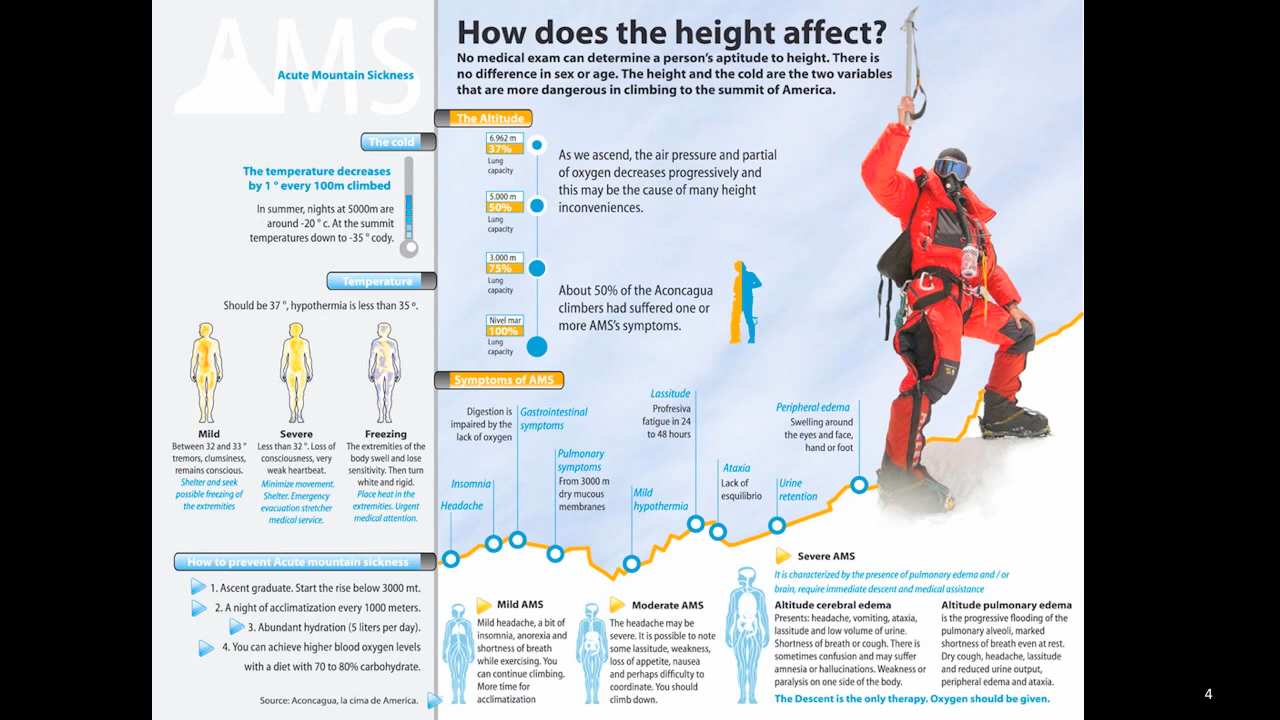 AMS
Acute Mountain Sickness
How does the height affect?
No medical exam can determine a person's aptitude to height. There is
no difference in sex or age. The height and the cold are the two variables
that are more dangerous in climbing to the summit of America.
The cold
The temperature decreases
by 1 ° every 100m climbed
In summer, nights at 5000m are
around -20 ° c. At the summit
temperatures down to -35 ° cody.
Temperature
Should be 37 °, hypothermia is less than 35 º.
Mild
Between 32 and 33 °
tremors, clumsiness,
remains conscious.
Shelter and seek
possible freezing of
the extremities
Severe
Less than 32 °. Loss of
consciousness, very
weak heartbeat.
Minimize movement.
Shelter. Emergency
evacuation stretcher
medical service.
Freezing
The extremities of the
body swell and lose
sensitivity. Then turn
white and rigid.
Place heat in the
extremities. Urgent
medical attention.
How to prevent Acute mountain sickness
1. Ascent graduate. Start the rise below 3000 mt.
2. A night of acclimatization every 1000 meters.
3. Abundant hydration (5 liters per day).
4. You can achieve higher blood oxygen levels
with a diet with 70 to 80% carbohydrate.
Source: Aconcagua, la cima de America.
The Altitude
6.962 m
37%
Lung
capacity
5.000 m
50%
Lung
capacity
3.000 m
75%
Lung
capacity
Nivel mar
100%
Lung
capacity
As we ascend, the air pressure and partial
of oxygen decreases progressively and
this may be the cause of many height
inconveniences.
About 50% of the Aconcagua
climbers had suffered one or
more AMS's symptoms.
Symptoms of AMS
Headache
Insomnia
Digestion is
impaired by the
lack of oxygen
Gastrointestinal
symptoms
Pulmonary
symptoms
From 3000 m
dry mucous
membranes
Mild
hypothermia
Lassitude
Profresiva
fatigue in 24
to 48 hours
Ataxia
Lack of
esquilibrio
Urine
retention
Peripheral edema
Swelling around
the eyes and face,
hand or foot
Mild AMS
Mild headache, a bit of
insomnia, anorexia and
shortness of breath
while exercising. You
can continue climbing.
More time for
acclimatization
Moderate AMS
The headache may be
severe. It is possible to note
some lassitude, weakness,
loss of appetite, nausea
and perhaps difficulty to
coordinate. You should
climb down.
Severe AMS
It is characterized by the presence of pulmonary edema and / or
brain, require immediate descent and medical assistance
Altitude cerebral edema
Presents: headache, vomiting, ataxia,
lassitude and low volume of urine.
Shortness of breath or cough. There is
sometimes confusion and may suffer
amnesia or hallucinations. Weakness or
paralysis on one side of the body.
Altitude pulmonary edema
is the progressive flooding of the
pulmonary alveoli, marked
shortness of breath even at rest.
Dry cough, headache, lassitude
and reduced urine output,
peripheral edema and ataxia.
The Descent is the only therapy. Oxygen should be given.
4